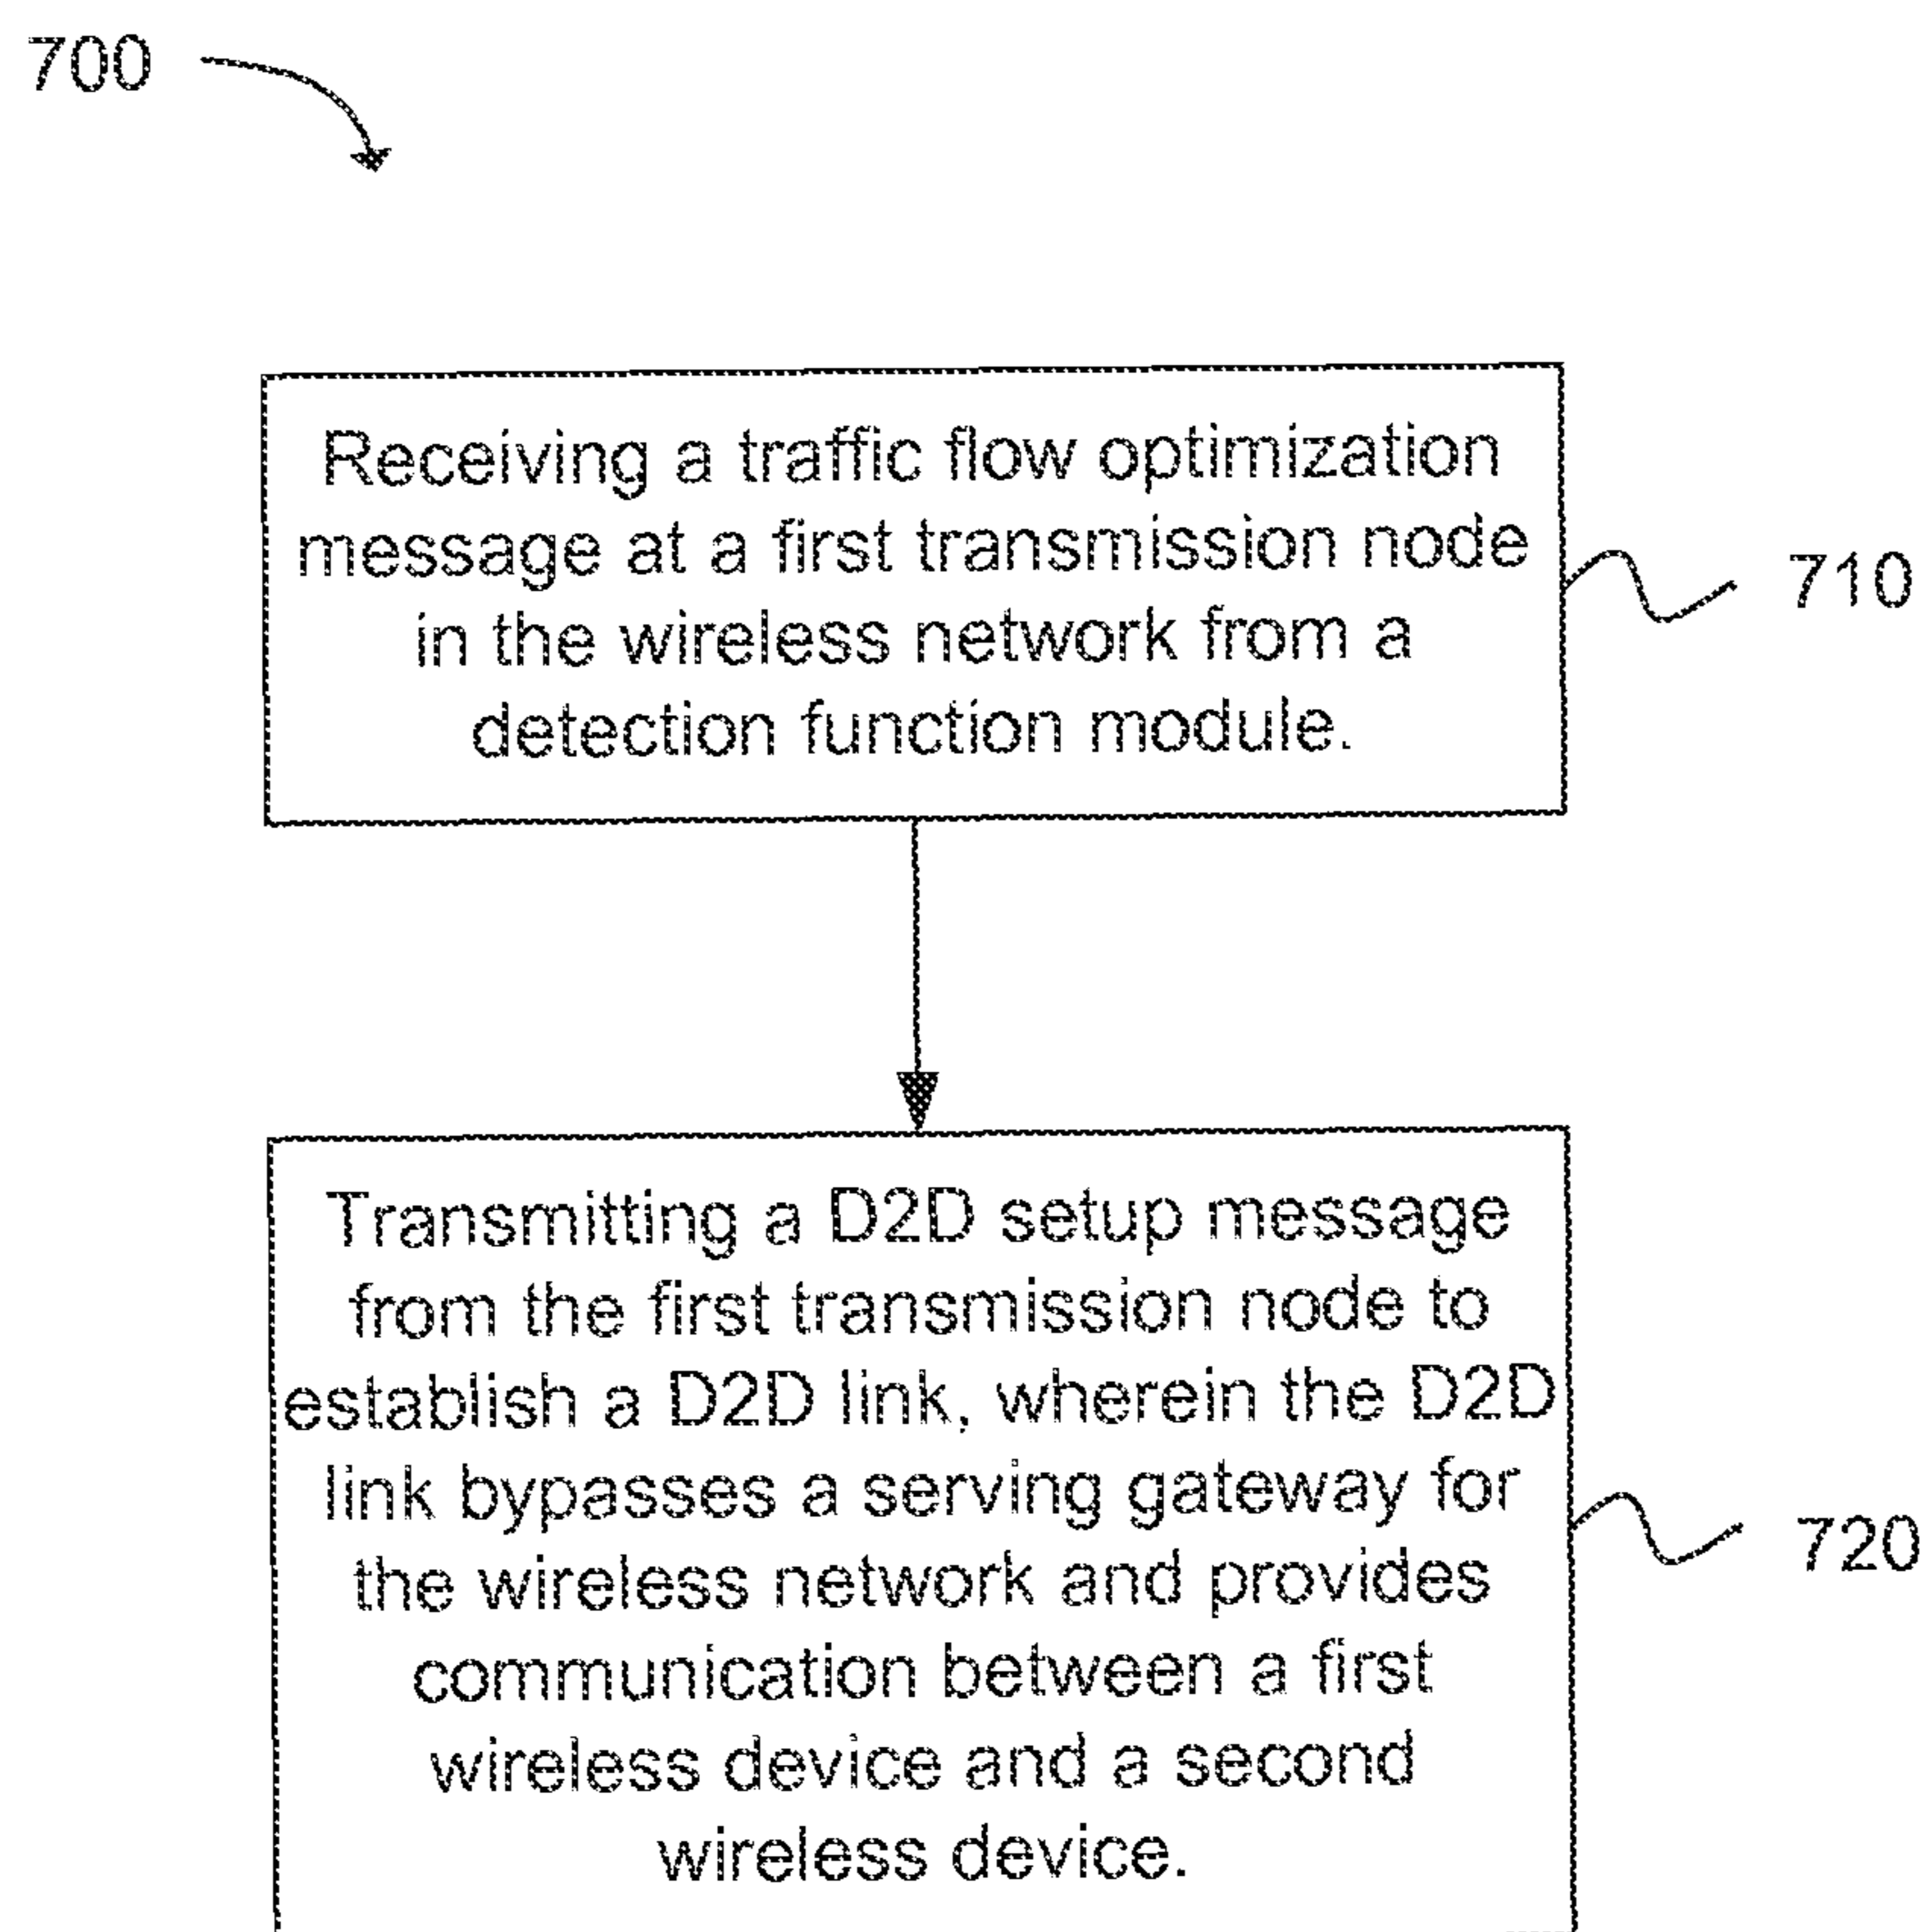 700
Receiving a traffic flow optimization
message at a first transmission node
in the wireless network from a
detection function module.
710
Transmitting a D2D setup message
from the first transmission node to
establish a D2D link, wherein the D2D
link bypasses a serving gateway for
the wireless network and provides
communication between a first
wireless device and a second
wireless device.
720